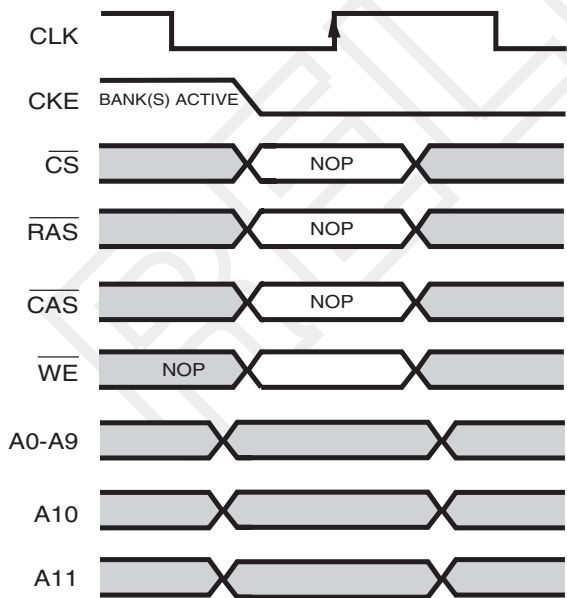 CLK
CKE BANK(S) ACTIVE
CS NOP
RAS NOP
CAS NOP
WE NOP
A0-A9
A10
A11